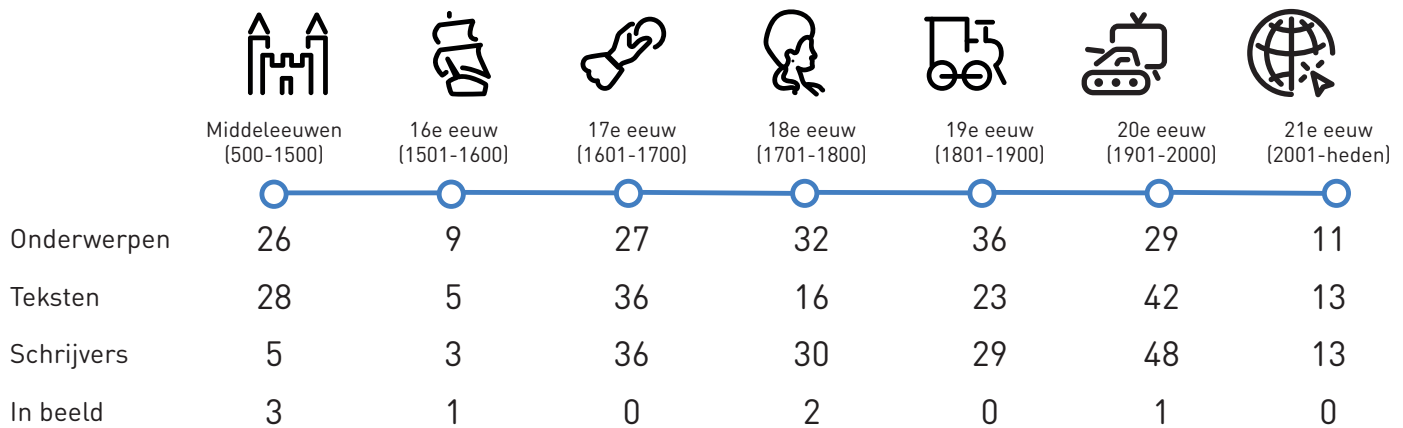 Middeleeuwen 16e eeuw 17e eeuw 18e eeuw 19e eeuw 20e eeuw 21e eeuw
(500-1500) (1501-1600) (1601-1700) (1701-1800) (1801-1900) (1901-2000) (2001-heden)
Onderwerpen 26 9 27 32 36 29 11
Teksten 28 5 36 16 23 42 13
Schrijvers 5 3 36 30 29 48 13
In beeld 3 1 0 2 0 1 0